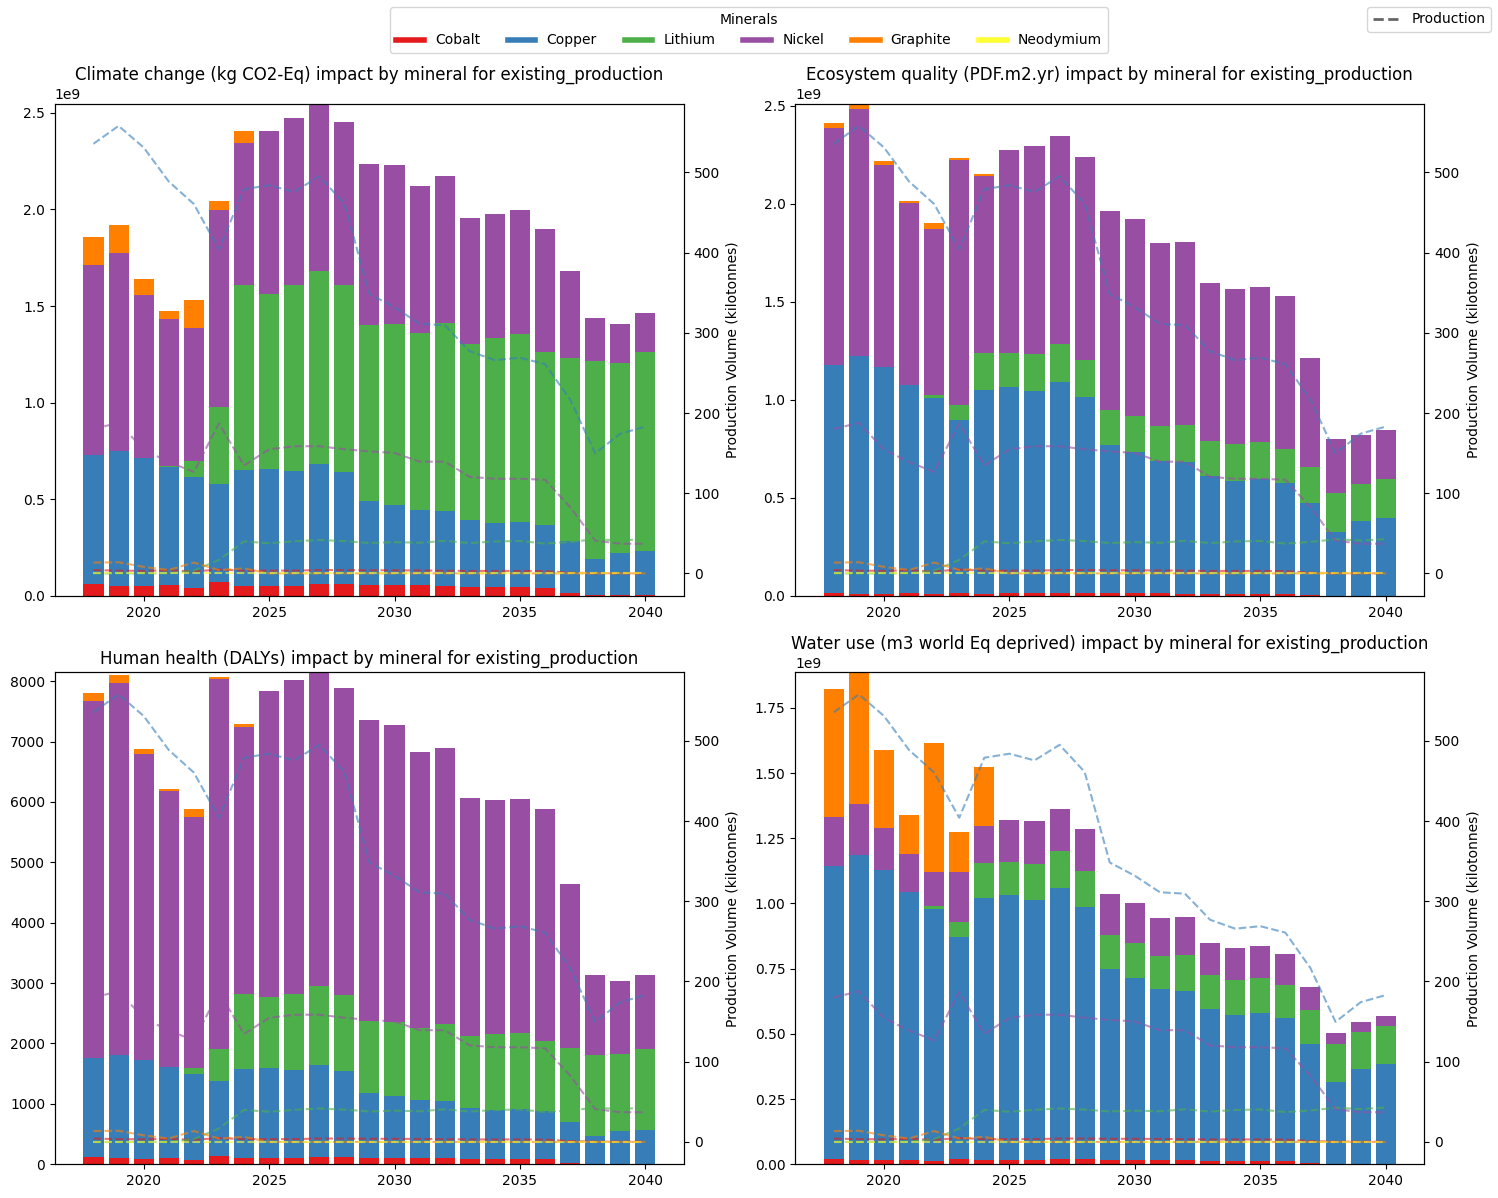 Minerals
Cobalt Copper Lithium Nickel Graphite Neodymium
Production
Climate change (kg CO2-Eq) impact by mineral for existing_production
1e9
2.5
2.0
1.5
1.0
0.5
0.0
2020 2025 2030 2035 2040
500
400
300
200
100
0
Production Volume (kilotonnes)
Ecosystem quality (PDF.m2.yr) impact by mineral for existing_production
1e9
2.5
2.0
1.5
1.0
0.5
0.0
2020 2025 2030 2035 2040
500
400
300
200
100
0
Production Volume (kilotonnes)
Human health (DALYs) impact by mineral for existing_production
8000
7000
6000
5000
4000
3000
2000
1000
0
2020 2025 2030 2035 2040
500
400
300
200
100
0
Production Volume (kilotonnes)
Water use (m3 world Eq deprived) impact by mineral for existing_production
1e9
1.75
1.50
1.25
1.00
0.75
0.50
0.25
0.00
2020 2025 2030 2035 2040
500
400
300
200
100
0
Production Volume (kilotonnes)